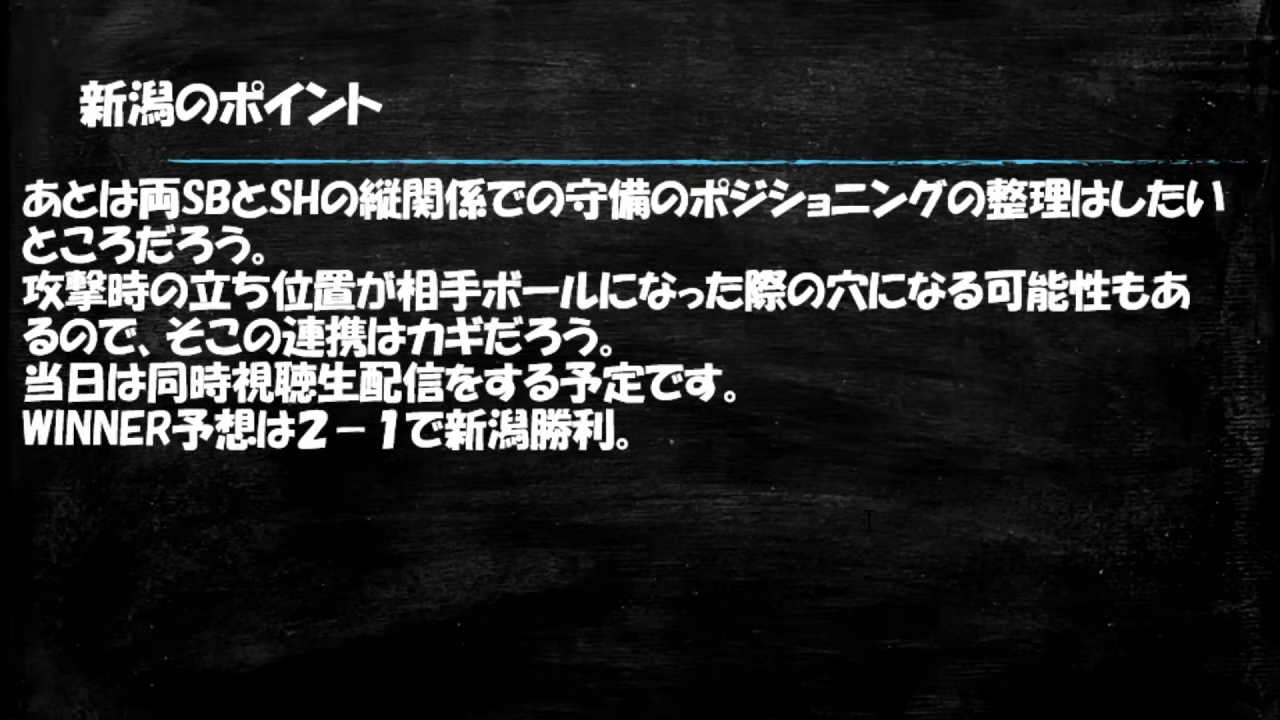 新潟のポイント
あとは両SBとSHの縦関係での守備のポジショニングの整理はしたい
ところだろう。
攻撃時の立ち位置が相手ボールになった際の穴になる可能性もあ
るので、そこの連携はカギだろう。
当日は同時視聴生配信をする予定です。
WINNER予想は2－1で新潟勝利。